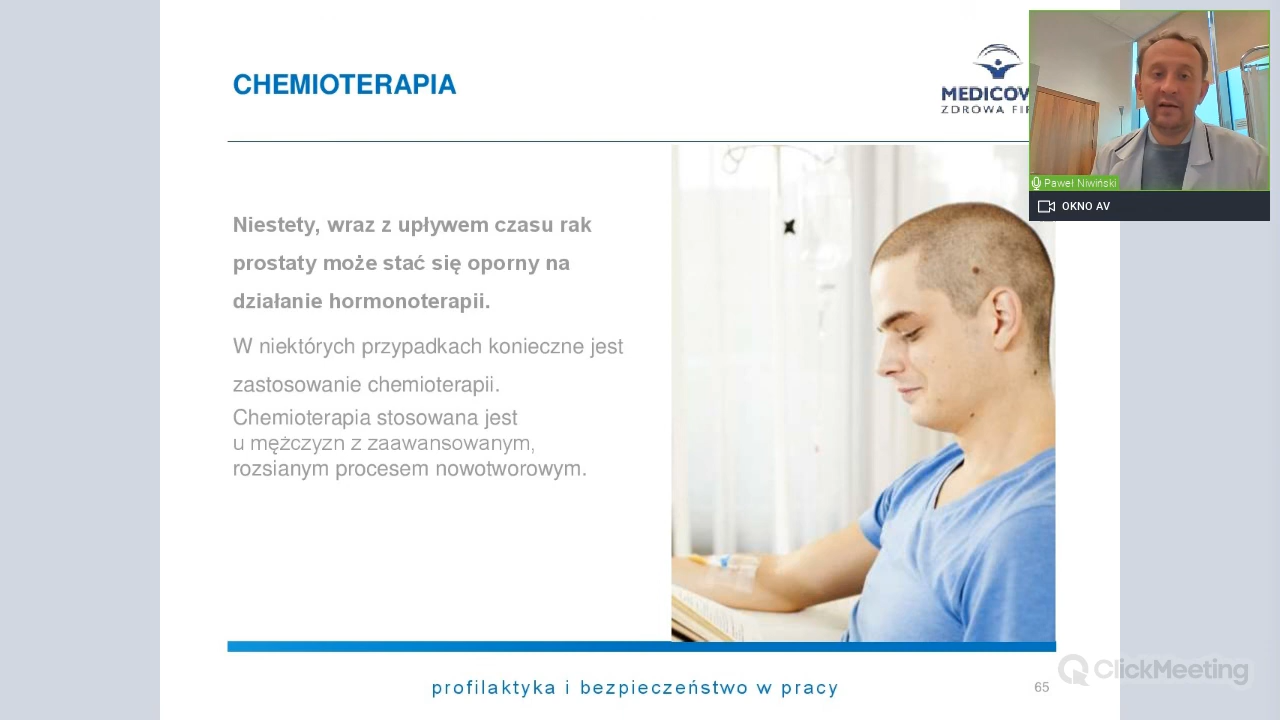 CHEMIOTERAPIA
MEDICOV
ZDROWA FIR
Paweł Niwiński
OKNO AV
Niestety, wraz z upływem czasu rak
prostaty może stać się oporny na
działanie hormonoterapii.
W niektórych przypadkach konieczne jest
zastosowanie chemioterapii.
Chemioterapia stosowana jest
u mężczyzn z zaawansowanym,
rozsianym procesem nowotworowym.
ClickMeeting
profilaktyka i bezpieczeństwo w pracy
65